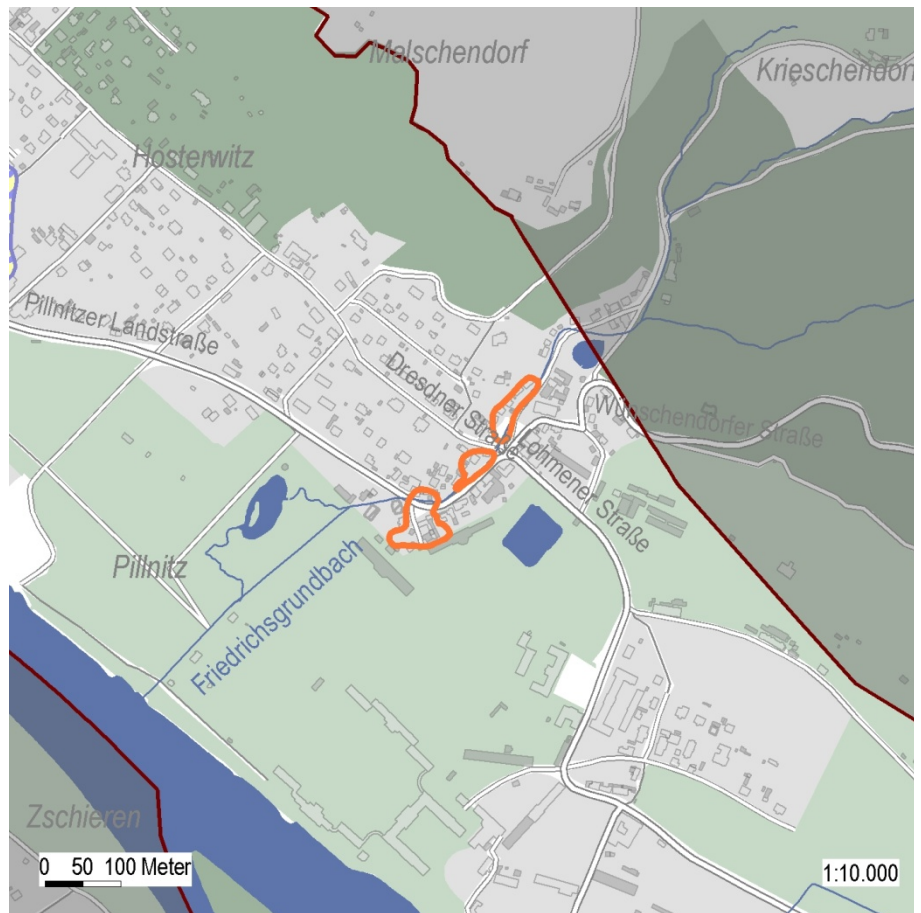 Malschendorf
Krieschendorf
Hosterwitz
Pillnitzer Landstraße
Dresdner Straße
Wünschendorfer Straße
Lohmener Straße
Pillnitz
Friedrichsgrundbach
Zschieren
0 50 100 Meter
1:10.000